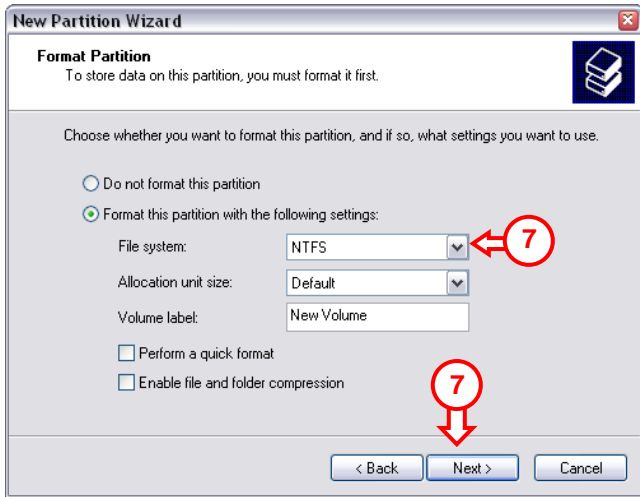 New Partition Wizard
Format Partition
To store data on this partition, you must format it first.
Choose whether you want to format this partition, and if so, what settings you want to use.
Do not format this partition
Format this partition with the following settings:
File system: NTFS 7
Allocation unit size: Default
Volume label: New Volume
Perform a quick format
Enable file and folder compression
7
< Back Next > Cancel